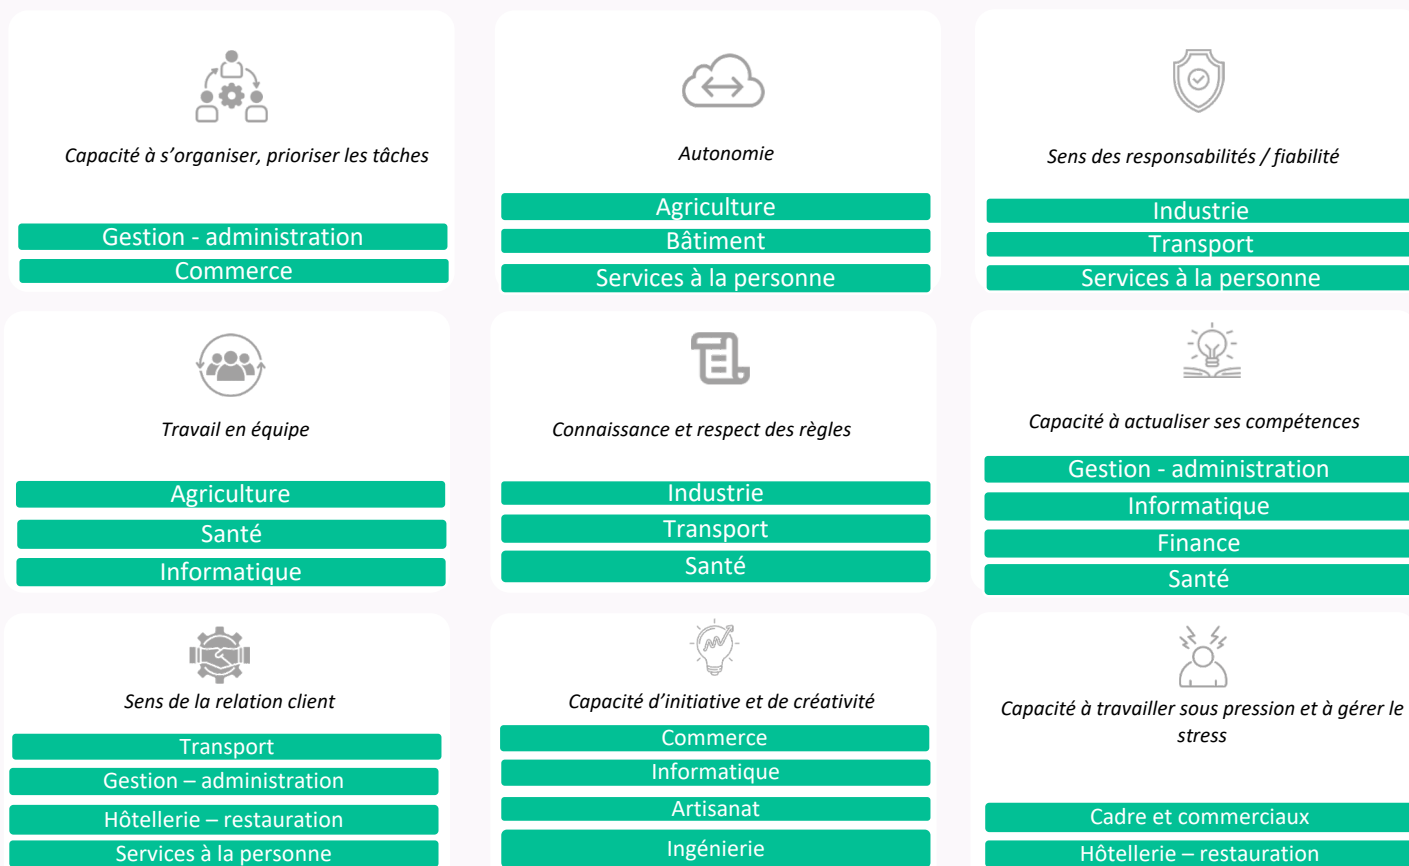 Capacité à s’organiser, prioriser les tâches
Gestion - administration
Commerce
Autonomie
Agriculture
Bâtiment
Services à la personne
Sens des responsabilités / fiabilité
Industrie
Transport
Services à la personne
Travail en équipe
Agriculture
Santé
Informatique
Connaissance et respect des règles
Industrie
Transport
Santé
Capacité à actualiser ses compétences
Gestion - administration
Informatique
Finance
Santé
Sens de la relation client
Transport
Gestion – administration
Hôtellerie – restauration
Services à la personne
Capacité d’initiative et de créativité
Commerce
Informatique
Artisanat
Ingénierie
Capacité à travailler sous pression et à gérer le
stress
Cadre et commerciaux
Hôtellerie – restauration